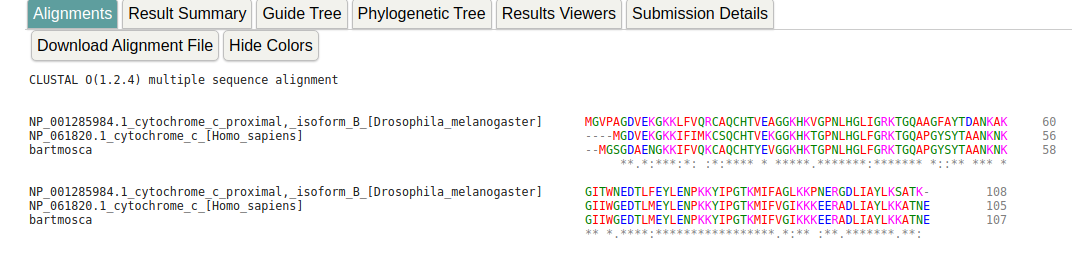 Alignments Result Summary Guide Tree Phylogenetic Tree Results Viewers Submission Details
Download Alignment File Hide Colors
CLUSTAL O(1.2.4) multiple sequence alignment
NP_001285984.1_cytochrome_c_proximal,_isoform_B_[Drosophila_melanogaster] MGVPAGDVEKGKKLFVQRCAQCHTVEAGGKHKVGPNLHGLIGRKTGQAAGFAYTDANKAK 60
NP_061820.1_cytochrome_c_[Homo_sapiens] ----MGDVEKGKKIFIMKCSQCHTVEKGGKHKTGPNLHGLFGRKTGQAPGYSYTAANKNK 56
bartmosca --MGSGDAENGKKIFVQKCAQCHTYEVGGKHKTGPNLHGLFGRKTGQAPGYSYTAANKNK 58
**.*:***:*: :*:**** * *****.*******:******* *::** *** *
NP_001285984.1_cytochrome_c_proximal,_isoform_B_[Drosophila_melanogaster] GITWNEDTLFEYLENPKKYIPGTKMIFAGLKKPNERGDLIAYLKSATK- 108
NP_061820.1_cytochrome_c_[Homo_sapiens] GIIWGEDTLMEYLENPKKYIPGTKMIFVGIKKKEERADLIAYLKKATNE 105
bartmosca GIIWGEDTLMEYLENPKKYIPGTKMIFVGIKKKEERADLIAYLKKATNE 107
** *.****:*****************.*:** :**.*******.**: